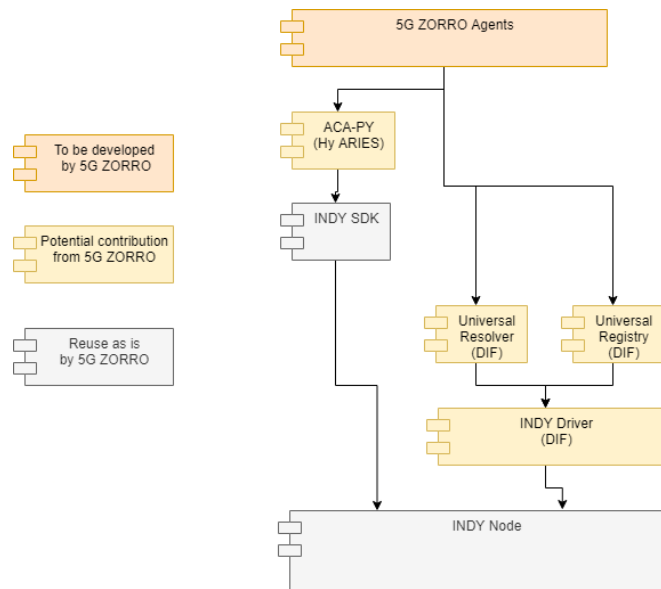 5G ZORRO Agents
ACA-PY
(Hy ARIES)
To be developed
by 5G ZORRO
INDY SDK
Potential contribution
from 5G ZORRO
Universal
Resolver
(DIF)
Universal
Registry
(DIF)
Reuse as is
by 5G ZORRO
INDY Driver
(DIF)
INDY Node